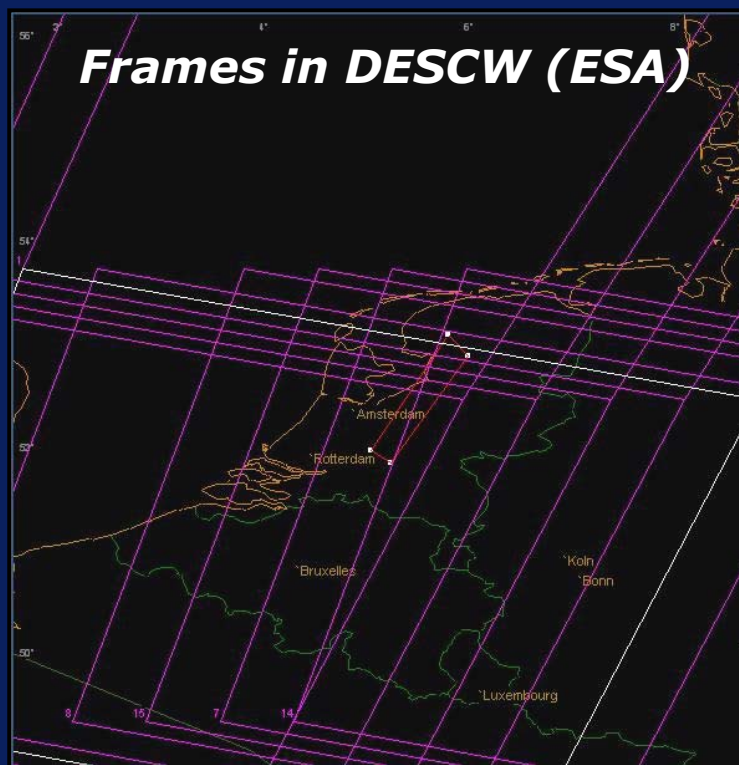 Frames in DESCW (ESA)
56°
4°
6°
8°
54°
1
`Amsterdam
52°
`Rotterdam
`Koln
`Bruxelles
`Bonn
50°
`Luxembourg
8
15
7
14